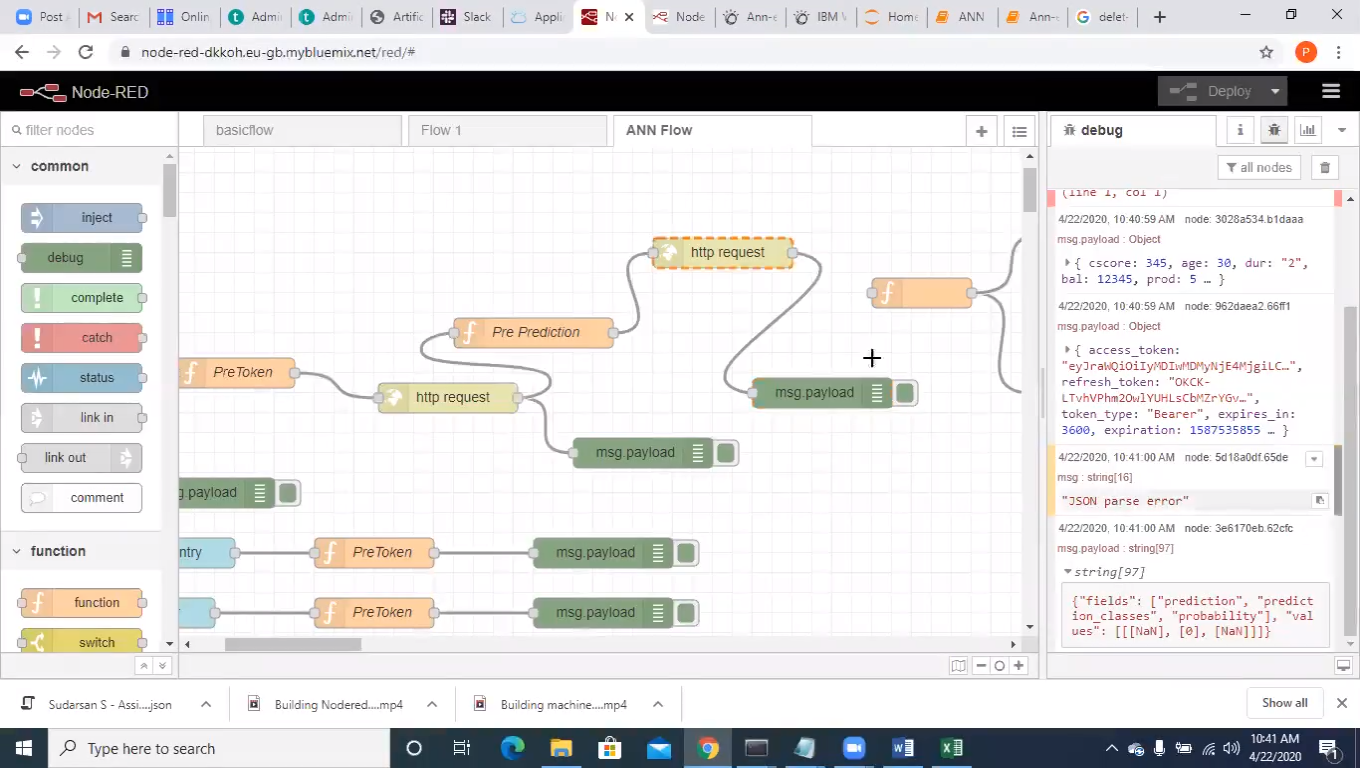 Post A
Searc
Onlin
Admi
Admi
Artific
Slack
Appli
No
Node
Ann-e
IBM W
Home
ANN
Ann-e
delet-
node-red-dkkoh.eu-gb.mybluemix.net/red/#
P
Node-RED
Deploy
filter nodes
basicflow
Flow 1
ANN Flow
debug
i
common
all nodes
inject
debug
complete
catch
status
link in
link out
comment
function
function
switch
http request
Pre Prediction
PreToken
http request
msg.payload
msg.payload
g.payload
ntry
PreToken
msg.payload
r
PreToken
msg.payload
(line 1, col 1)
4/22/2020, 10:40:59 AM node: 3028a534.b1daaa
msg.payload : Object
{ cscore: 345, age: 30, dur: "2",
bal: 12345, prod: 5 … }
4/22/2020, 10:40:59 AM node: 962daea2.66ff1
msg.payload : Object
{ access_token:
"eyJraWQiOiIyMDIwMDMyNjE4MjgiLC…",
refresh_token: "OKCK-
LTvhVPhm2OwlYUHLsCbMZrYGv…",
token_type: "Bearer", expires_in:
3600, expiration: 1587535855 … }
4/22/2020, 10:41:00 AM node: 5d18a0df.65de
msg : string[16]
"JSON parse error"
4/22/2020, 10:41:00 AM node: 3e6170eb.62cfc
msg.payload : string[97]
string[97]
{"fields": ["prediction", "predict
ion_classes", "probability"], "val
ues": [[[NaN], [0], [NaN]]]}
Sudarsan S - Assi....json
Building Nodered....mp4
Building machine....mp4
Show all
Type here to search
10:41 AM
4/22/2020
1